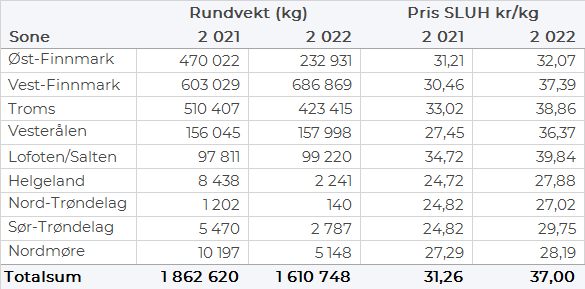 Rundvekt (kg) Pris SLUH kr/kg
Sone 2 021 2 022 2 021 2 022
Øst-Finnmark 470 022 232 931 31,21 32,07
Vest-Finnmark 603 029 686 869 30,46 37,39
Troms 510 407 423 415 33,02 38,86
Vesterålen 156 045 157 998 27,45 36,37
Lofoten/Salten 97 811 99 220 34,72 39,84
Helgeland 8 438 2 241 24,72 27,88
Nord-Trøndelag 1 202 140 24,82 27,02
Sør-Trøndelag 5 470 2 787 24,82 29,75
Nordmøre 10 197 5 148 27,29 28,19
Totalsum 1 862 620 1 610 748 31,26 37,00